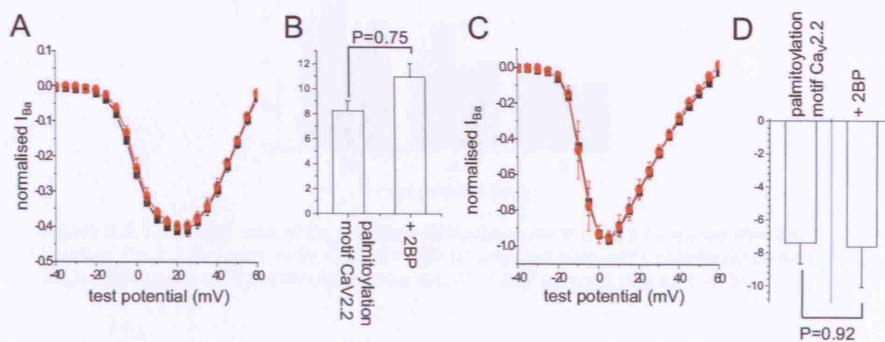 A
0.1
0.0
-0.1
-0.2
-0.3
-0.4
-0.5
normalised I_Ba
-40 -20 0 20 40 60
test potential (mV)
B
P=0.75
12
10
8
6
4
2
0
palmitoylation
motif CaV2.2
+ 2BP
C
0.0
-0.2
-0.4
-0.6
-0.8
-1.0
normalised I_Ba
-40 -20 0 20 40 60
test potential (mV)
D
palmitoylation
motif Ca_V2.2
+ 2BP
0
-2
-4
-6
-8
-10
P=0.92